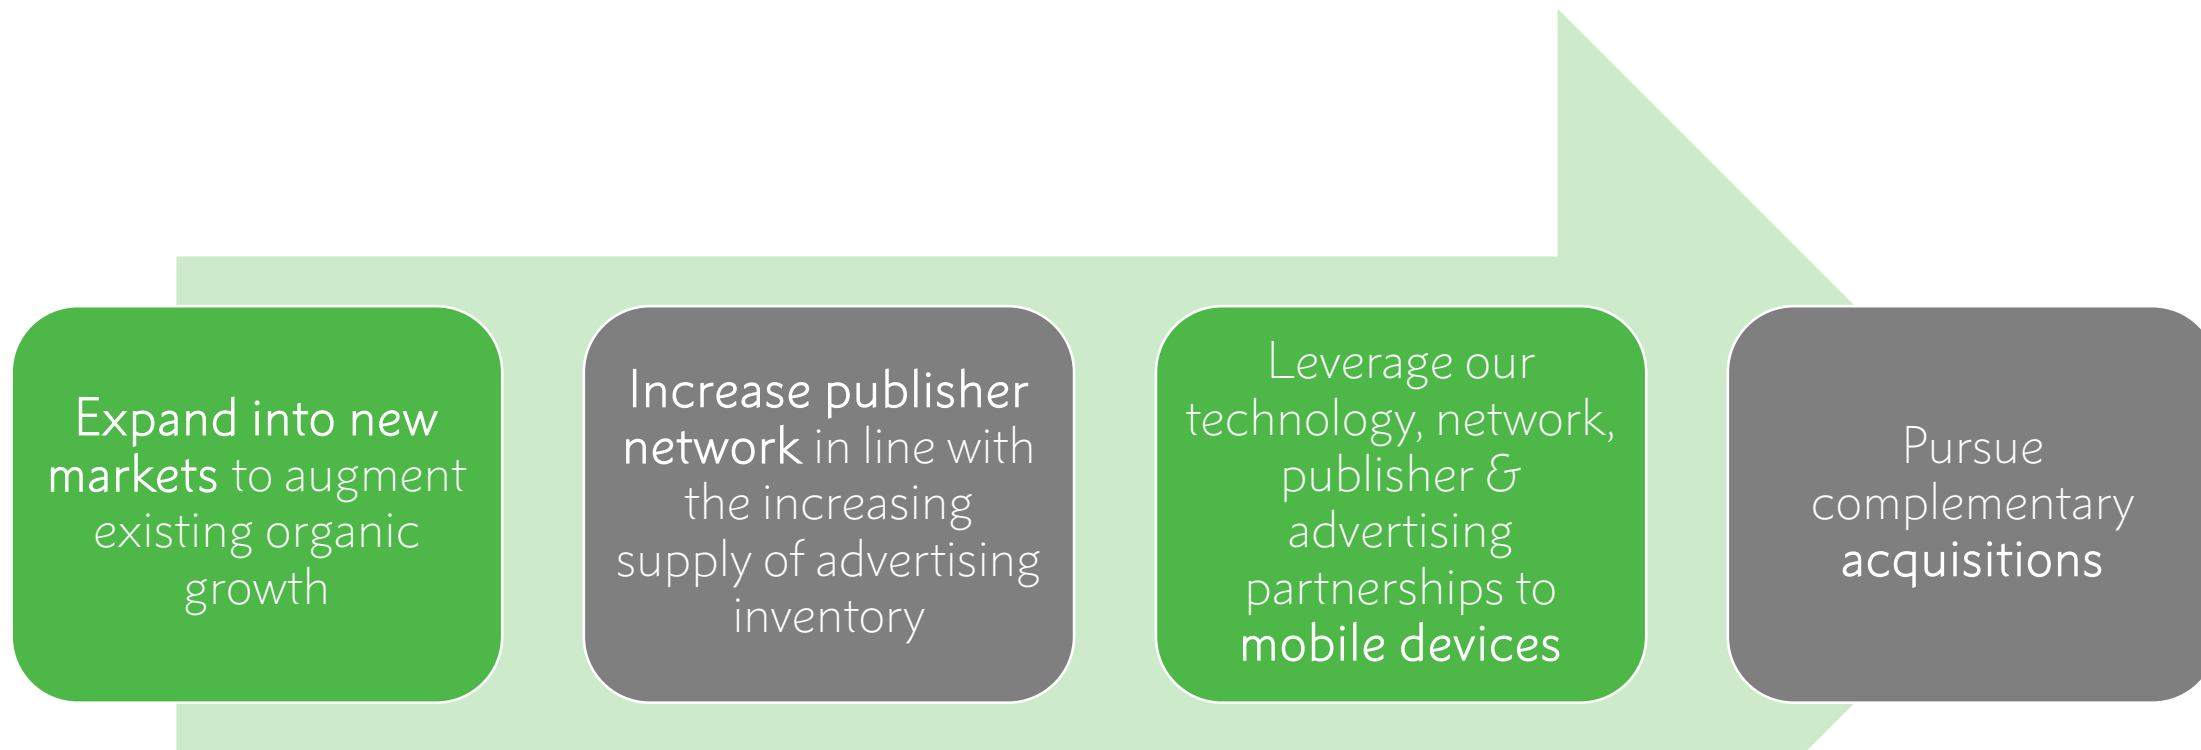 Expand into new
markets to augment
existing organic
growth
Increase publisher
network in line with
the increasing
supply of advertising
inventory
Leverage our
technology, network,
publisher &
advertising
partnerships to
mobile devices
Pursue
complementary
acquisitions